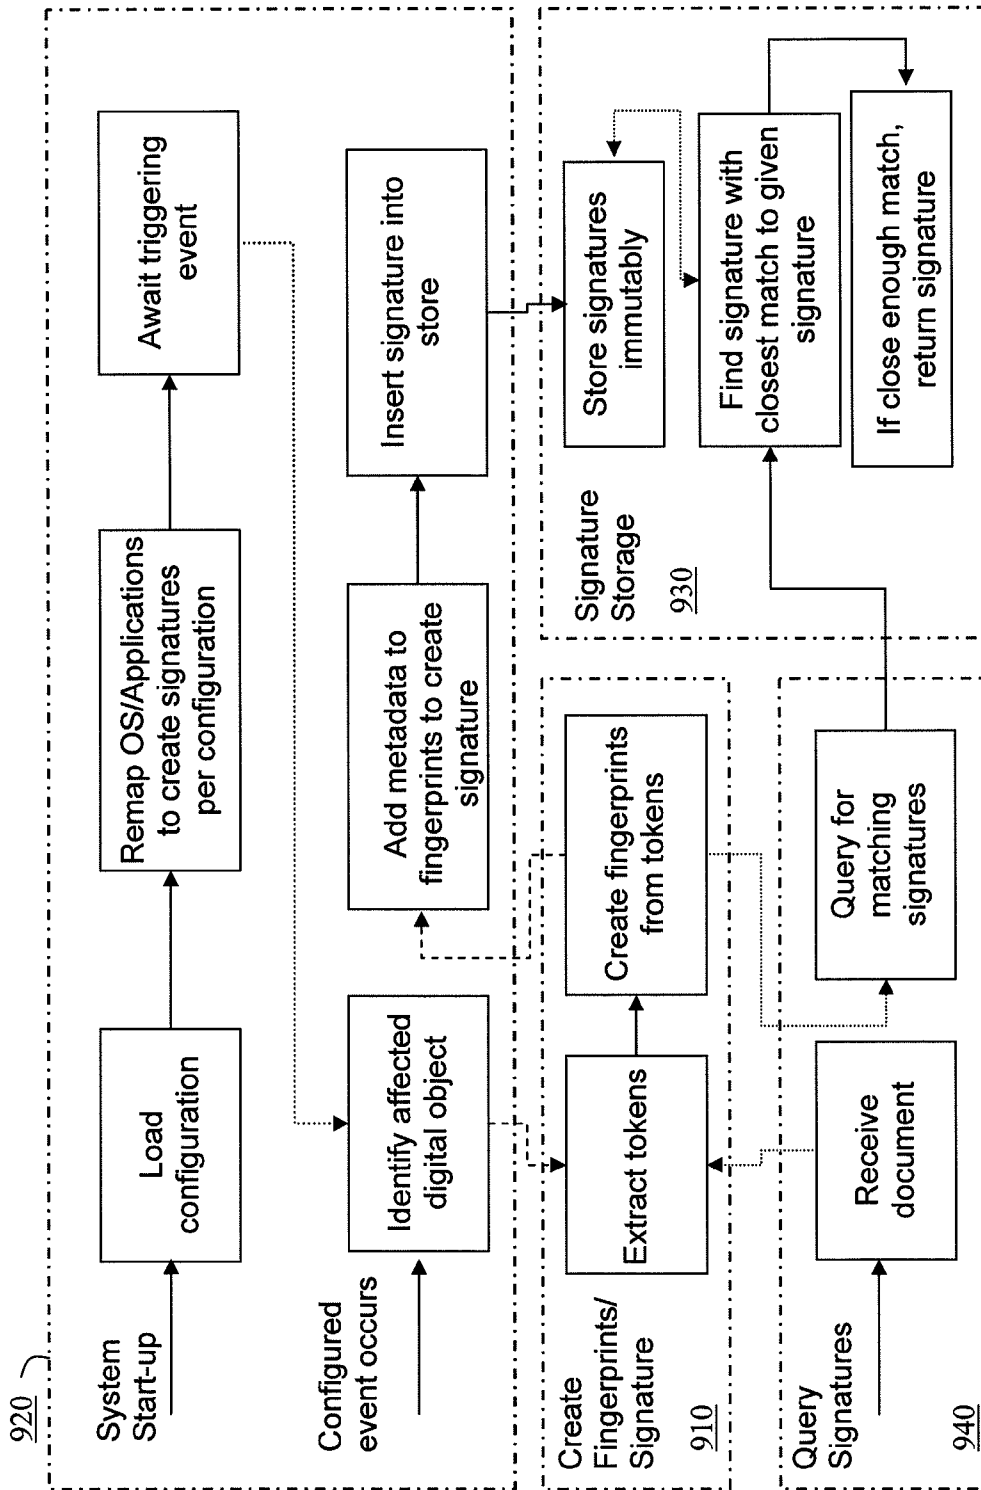 920
System
Start-up
Load
configuration
Remap OS/Applications
to create signatures
per configuration
Await triggering
event
Configured
event occurs
Identify affected
digital object
Add metadata to
fingerprints to create
signature
Insert signature into
store
Create
Fingerprints/
Signature
910
Extract tokens
Create fingerprints
from tokens
Signature
Storage
930
Store signatures
immutably
Find signature with
closest match to given
signature
If close enough match,
return signature
Query
Signatures
940
Receive
document
Query for
matching
signatures